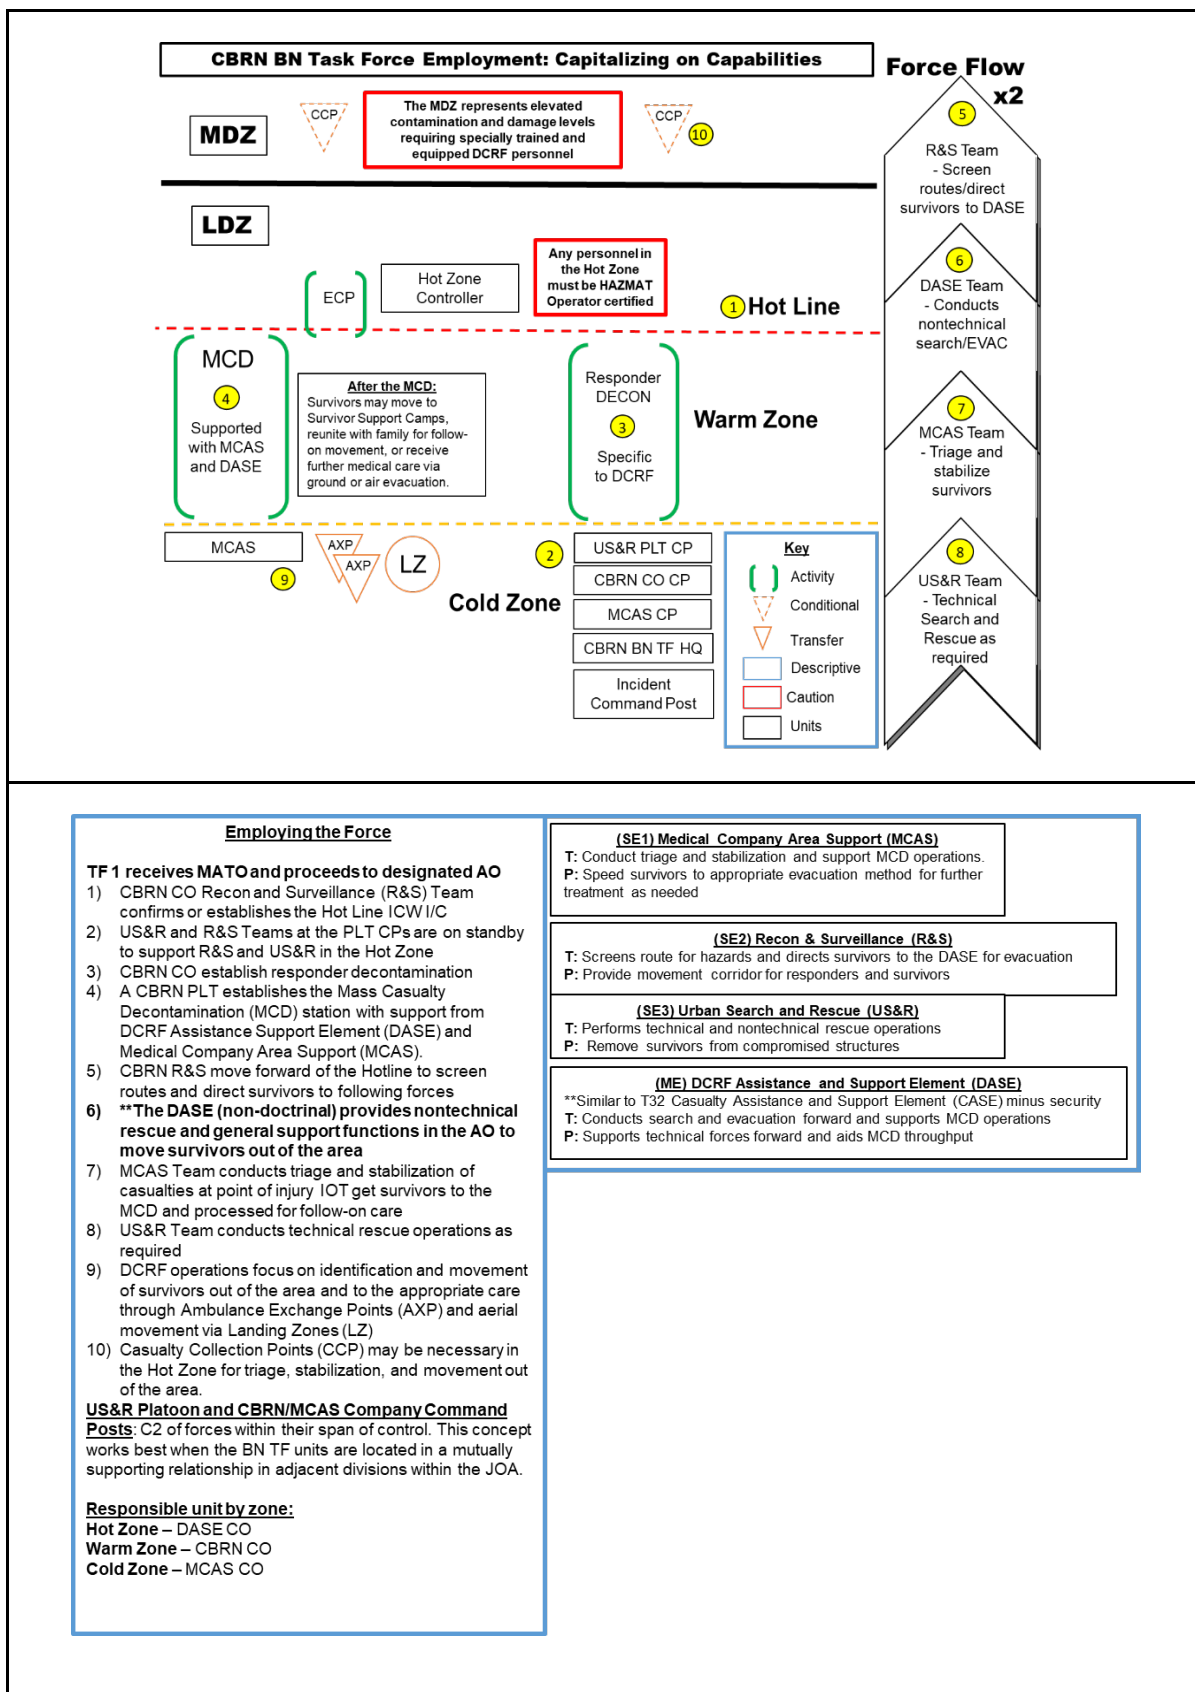 CBRN BN Task Force Employment: Capitalizing on Capabilities
Force Flow
x2
MDZ
CCP
The MDZ represents elevated
contamination and damage levels
requiring specially trained and
equipped DCRF personnel
CCP
10
LDZ
ECP
Hot Zone
Controller
Any personnel in
the Hot Zone
must be HAZMAT
Operator certified
1
Hot Line
MCD
4
Supported
with MCAS
and DASE
After the MCD:
Survivors may move to
Survivor Support Camps,
reunite with family for follow-
on movement, or receive
further medical care via
ground or air evacuation.
Responder
DECON
3
Specific
to DCRF
Warm Zone
MCAS
9
AXP
AXP
LZ
Cold Zone
2
US&R PLT CP
CBRN CO CP
MCAS CP
CBRN BN TF HQ
Incident
Command Post
Key
Activity
Conditional
Transfer
Descriptive
Caution
Units
5
R&S Team
- Screen
routes/direct
survivors to DASE
6
DASE Team
- Conducts
nontechnical
search/EVAC
7
MCAS Team
- Triage and
stabilize
survivors
8
US&R Team
- Technical
Search and
Rescue as
required
Employing the Force
TF 1 receives MATO and proceeds to designated AO
1) CBRN CO Recon and Surveillance (R&S) Team
confirms or establishes the Hot Line ICW I/C
2) US&R and R&S Teams at the PLT CPs are on standby
to support R&S and US&R in the Hot Zone
3) CBRN CO establish responder decontamination
4) A CBRN PLT establishes the Mass Casualty
Decontamination (MCD) station with support from
DCRF Assistance Support Element (DASE) and
Medical Company Area Support (MCAS).
5) CBRN R&S move forward of the Hotline to screen
routes and direct survivors to following forces
6) **The DASE (non-doctrinal) provides nontechnical
rescue and general support functions in the AO to
move survivors out of the area
7) MCAS Team conducts triage and stabilization of
casualties at point of injury IOT get survivors to the
MCD and processed for follow-on care
8) US&R Team conducts technical rescue operations as
required
9) DCRF operations focus on identification and movement
of survivors out of the area and to the appropriate care
through Ambulance Exchange Points (AXP) and aerial
movement via Landing Zones (LZ)
10) Casualty Collection Points (CCP) may be necessary in
the Hot Zone for triage, stabilization, and movement out
of the area.
US&R Platoon and CBRN/MCAS Company Command
Posts: C2 of forces within their span of control. This concept
works best when the BN TF units are located in a mutually
supporting relationship in adjacent divisions within the JOA.
Responsible unit by zone:
Hot Zone – DASE CO
Warm Zone – CBRN CO
Cold Zone – MCAS CO
(SE1) Medical Company Area Support (MCAS)
T: Conduct triage and stabilization and support MCD operations.
P: Speed survivors to appropriate evacuation method for further
treatment as needed
(SE2) Recon & Surveillance (R&S)
T: Screens route for hazards and directs survivors to the DASE for evacuation
P: Provide movement corridor for responders and survivors
(SE3) Urban Search and Rescue (US&R)
T: Performs technical and nontechnical rescue operations
P: Remove survivors from compromised structures
(ME) DCRF Assistance and Support Element (DASE)
**Similar to T32 Casualty Assistance and Support Element (CASE) minus security
T: Conducts search and evacuation forward and supports MCD operations
P: Supports technical forces forward and aids MCD throughput